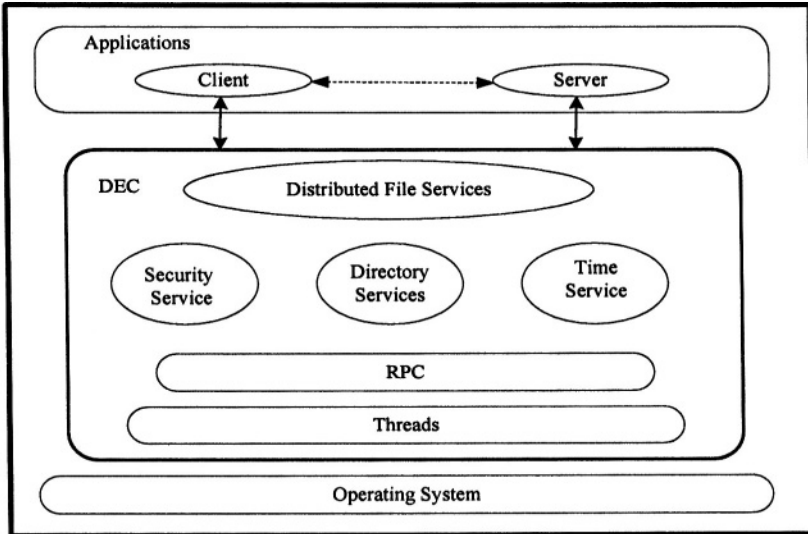 Applications
Client
Server
DEC
Distributed File Services
Security
Service
Directory
Services
Time
Service
RPC
Threads
Operating System